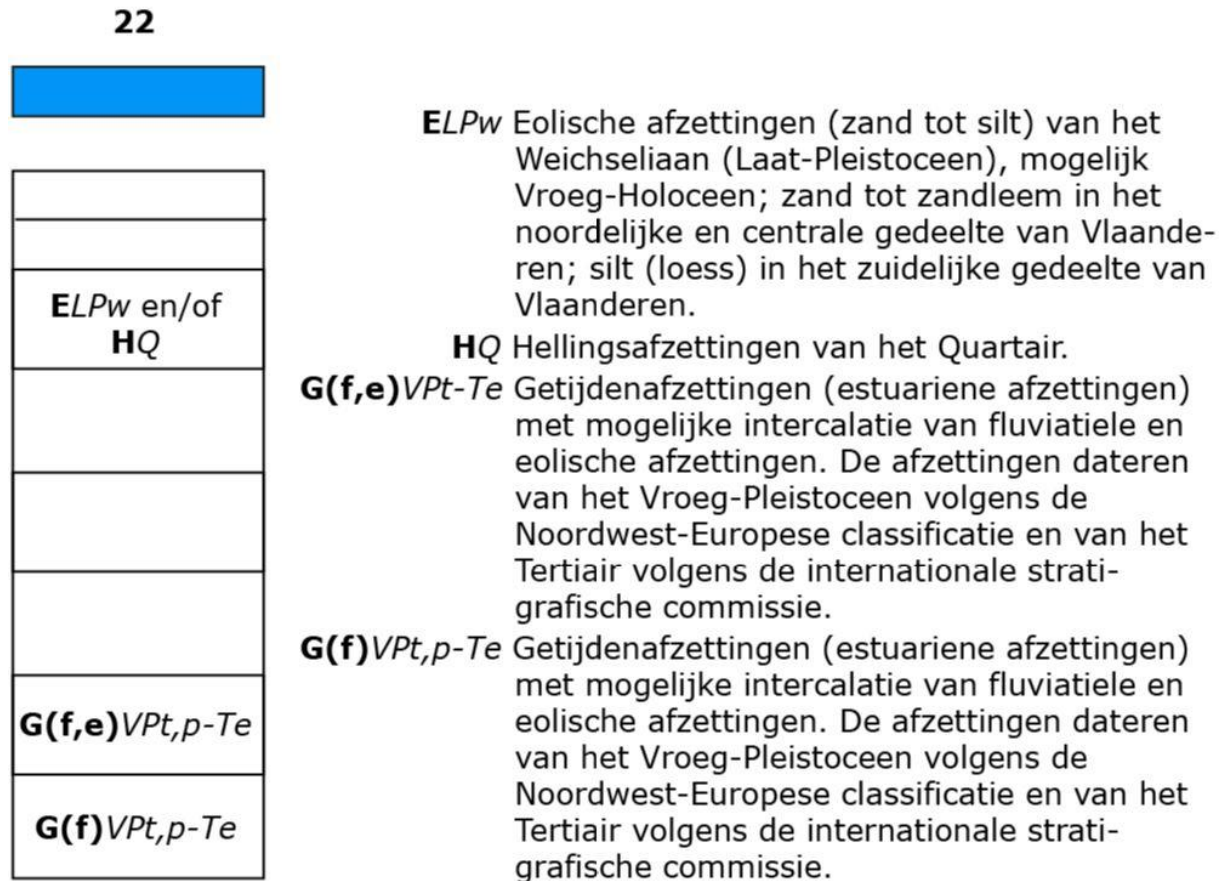 22
ELPw en/of
HQ
G(f,e)VPt,p-Te
G(f)VPt,p-Te
ELPw Eolische afzettingen (zand tot silt) van het
Weichseliaan (Laat-Pleistoceen), mogelijk
Vroeg-Holoceen; zand tot zandleem in het
noordelijke en centrale gedeelte van Vlaande-
ren; silt (loess) in het zuidelijke gedeelte van
Vlaanderen.
HQ Hellingsafzettingen van het Quartair.
G(f,e)VPt-Te Getijdenafzettingen (estuariene afzettingen)
met mogelijke intercalatie van fluviatiele en
eolische afzettingen. De afzettingen dateren
van het Vroeg-Pleistoceen volgens de
Noordwest-Europese classificatie en van het
Tertiair volgens de internationale strati-
grafische commissie.
G(f)VPt,p-Te Getijdenafzettingen (estuariene afzettingen)
met mogelijke intercalatie van fluviatiele en
eolische afzettingen. De afzettingen dateren
van het Vroeg-Pleistoceen volgens de
Noordwest-Europese classificatie en van het
Tertiair volgens de internationale strati-
grafische commissie.